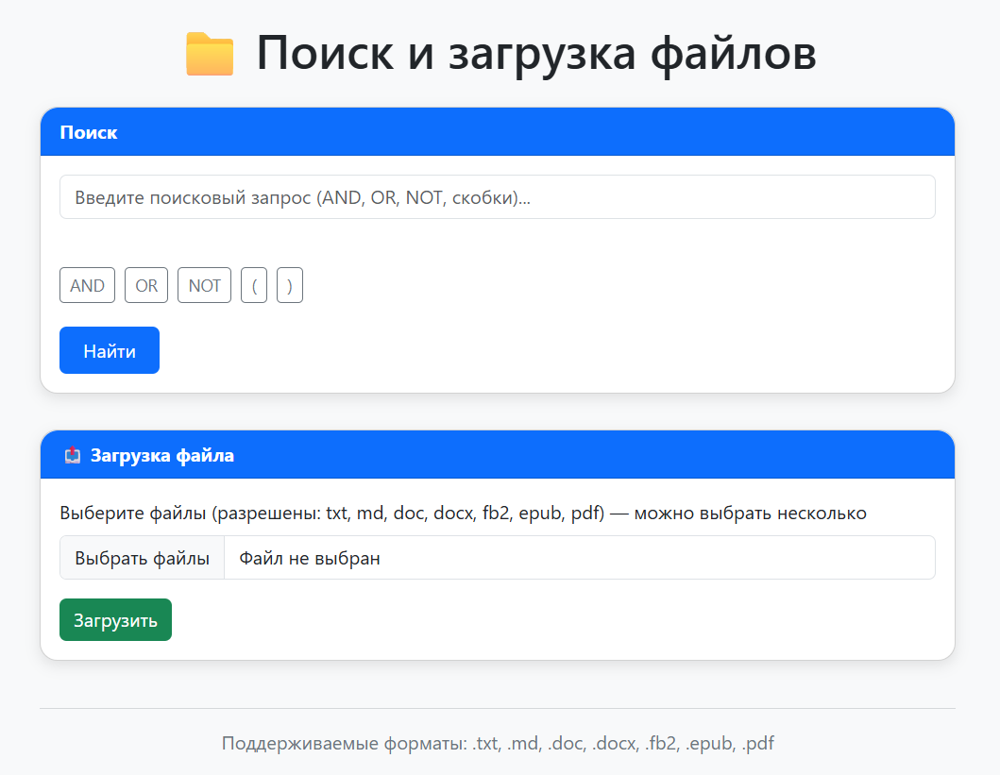 Поиск и загрузка файлов
Поиск
Введите поисковый запрос (AND, OR, NOT, скобки)...
AND OR NOT ( )
Найти
Загрузка файла
Выберите файлы (разрешены: txt, md, doc, docx, fb2, epub, pdf) — можно выбрать несколько
Выбрать файлы Файл не выбран
Загрузить
Поддерживаемые форматы: .txt, .md, .doc, .docx, .fb2, .epub, .pdf